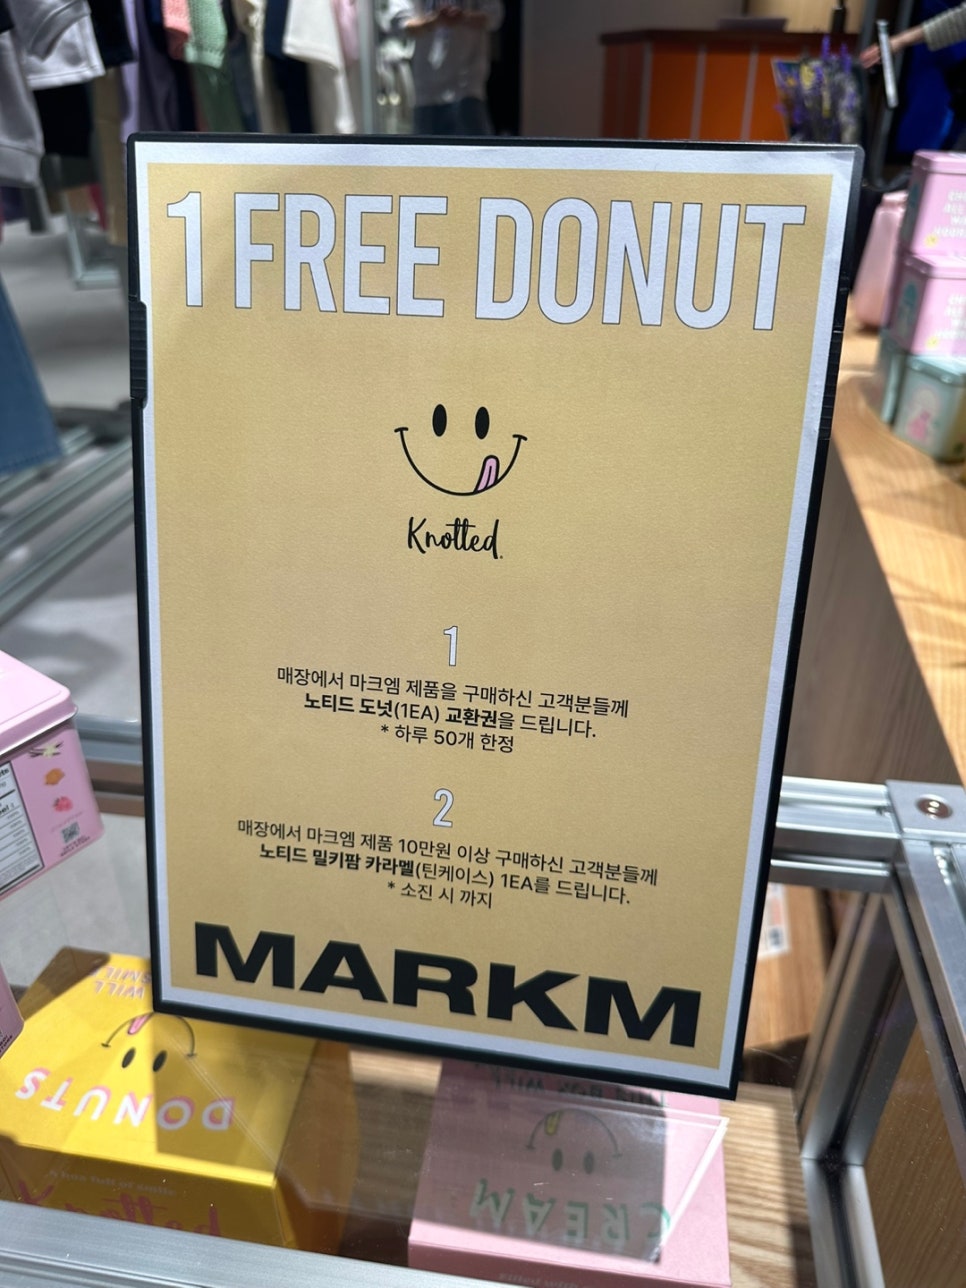 1 FREE DONUT
Knotted
1
매장에서 마크엠 제품을 구매하신 고객분들께
노티드 도넛(1EA) 교환권을 드립니다.
* 하루 50개 한정
2
매장에서 마크엠 제품 10만원 이상 구매하신 고객분들께
노티드 밀키팜 카라멜(틴케이스) 1EA를 드립니다.
* 소진 시 까지
MARKM
WILL
SMILE
DONUTS
Knotted
CREAM